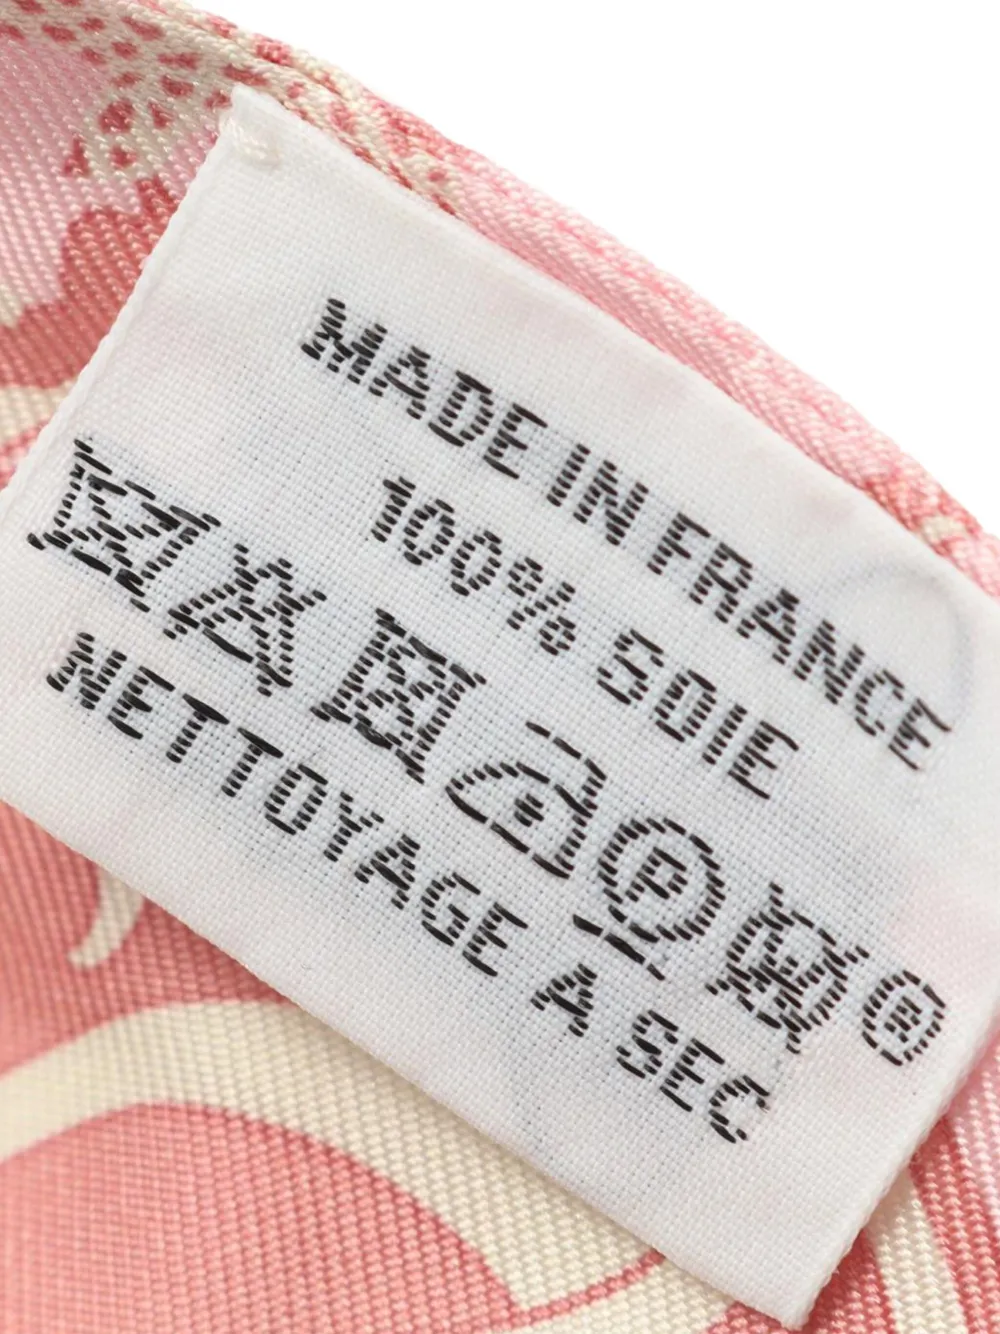 MADE IN FRANCE
100% SOIE
P W R
NETTOYAGE A SEC